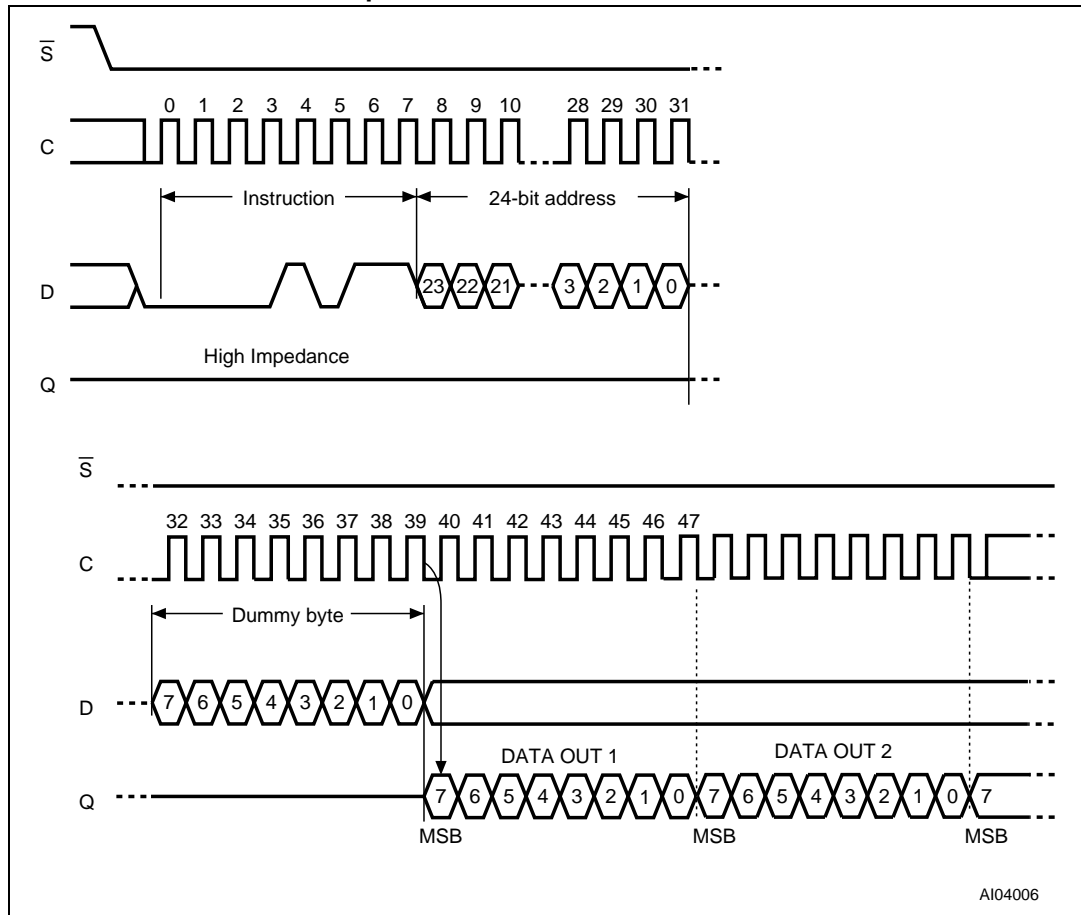 S
0 1 2 3 4 5 6 7 8 9 10 28 29 30 31
C
Instruction 24-bit address
D 23 22 21 3 2 1 0
High Impedance
Q
S
32 33 34 35 36 37 38 39 40 41 42 43 44 45 46 47
C
Dummy byte
D 7 6 5 4 3 2 1 0
DATA OUT 1 DATA OUT 2
Q 7 6 5 4 3 2 1 0 7 6 5 4 3 2 1 0 7
MSB MSB MSB
AI04006